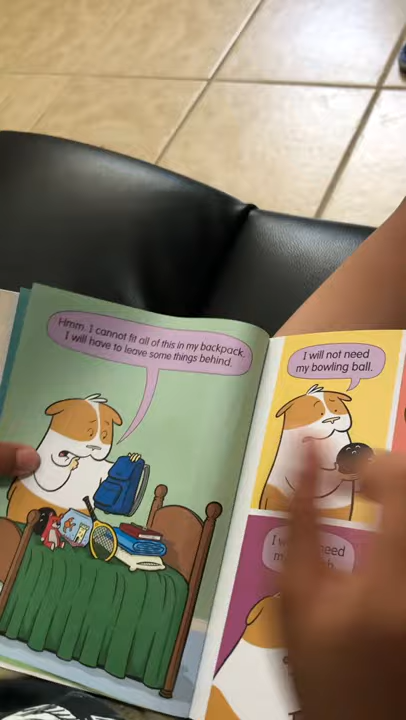 Hmm. I cannot fit all of this in my backpack.
I will have to leave some things behind.
I will not need
my bowling ball.
I need